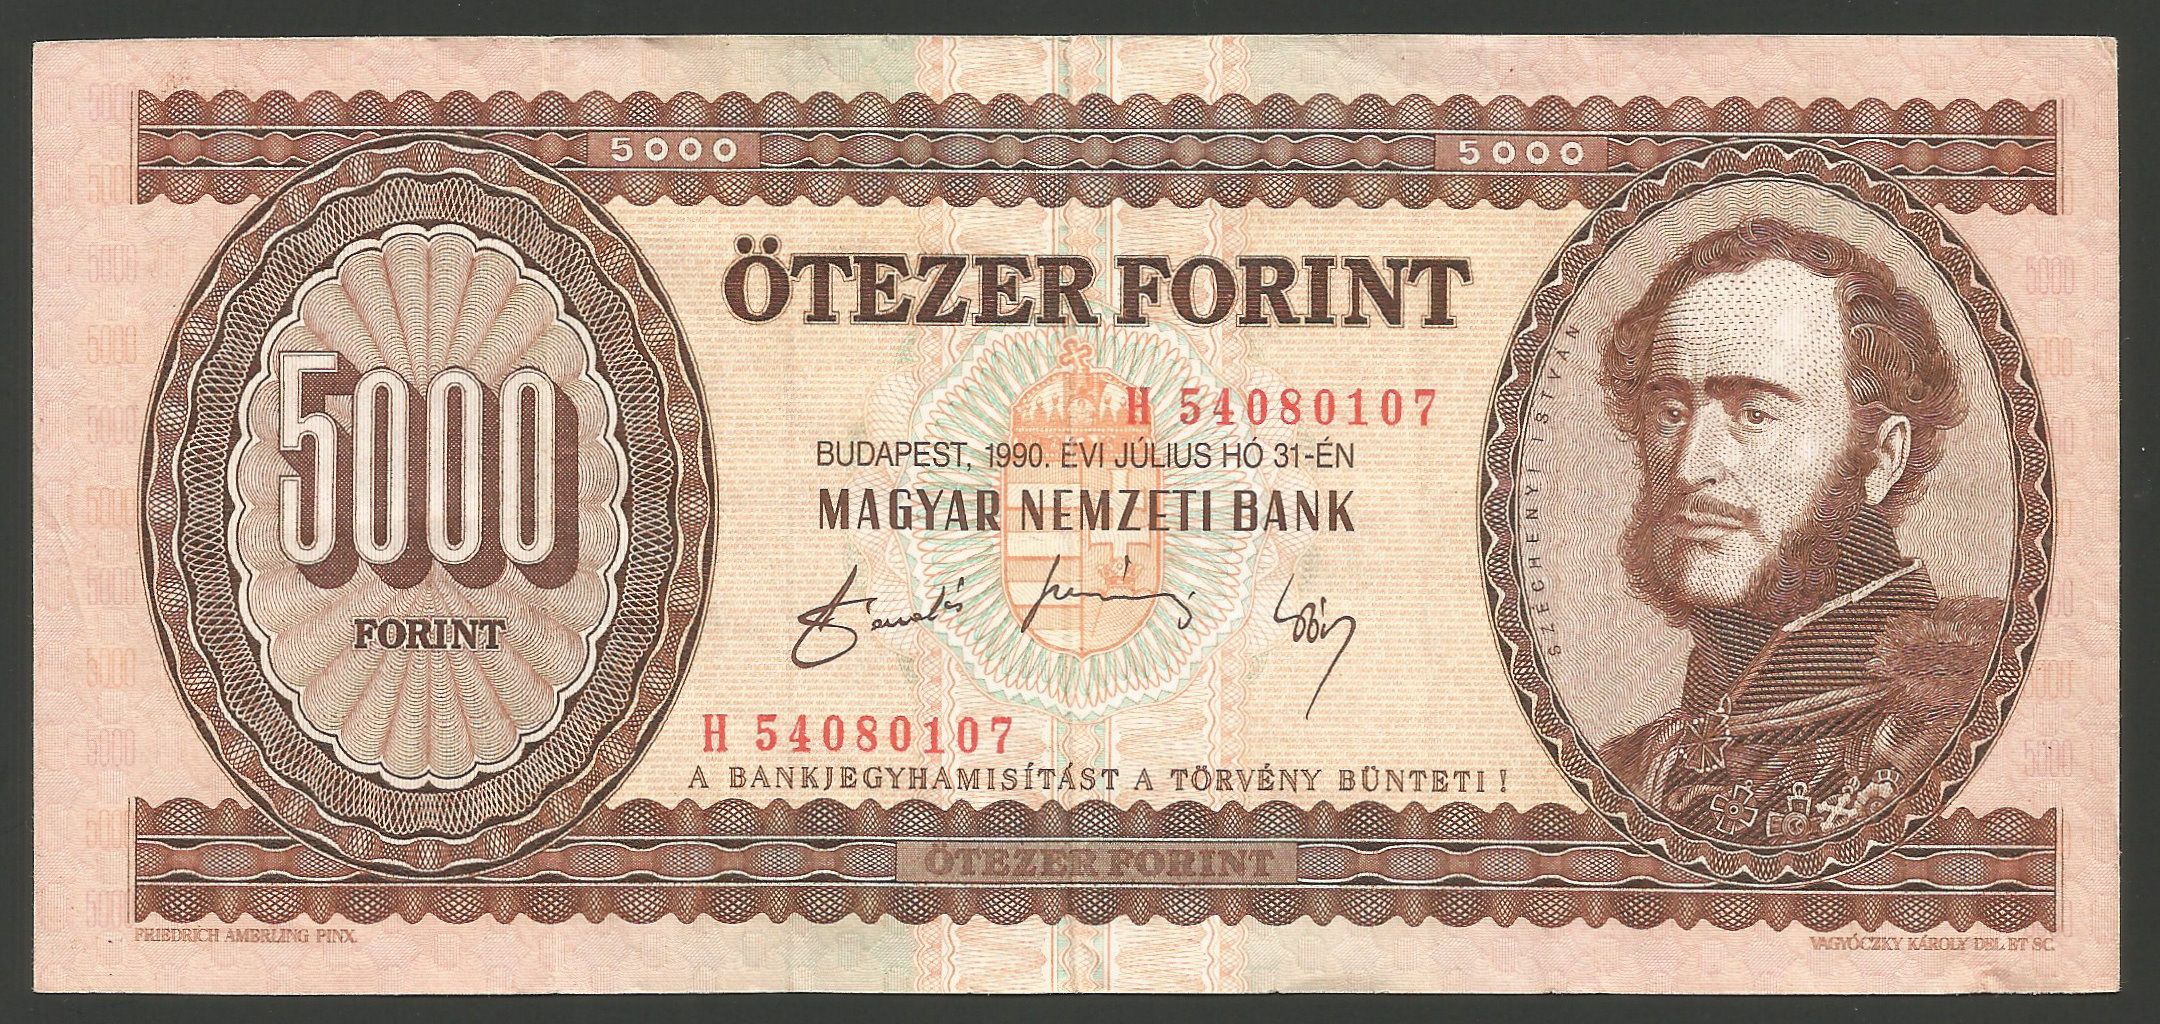 5000 5000
ÖTEZER FORINT
H 54080107
BUDAPEST, 1990. ÉVI JÚLIUS HÓ 31-ÉN
MAGYAR NEMZETI BANK
5000
FORINT
SZÉCHENYI ISTVÁN
H 54080107
A BANKJEGYHAMISÍTÁST A TÖRVÉNY BÜNTETI !
ÖTEZER FORINT
FRIEDRICH AMERLING PINX.
VAGYÓCZKY KÁROLY DEL. ET SC.